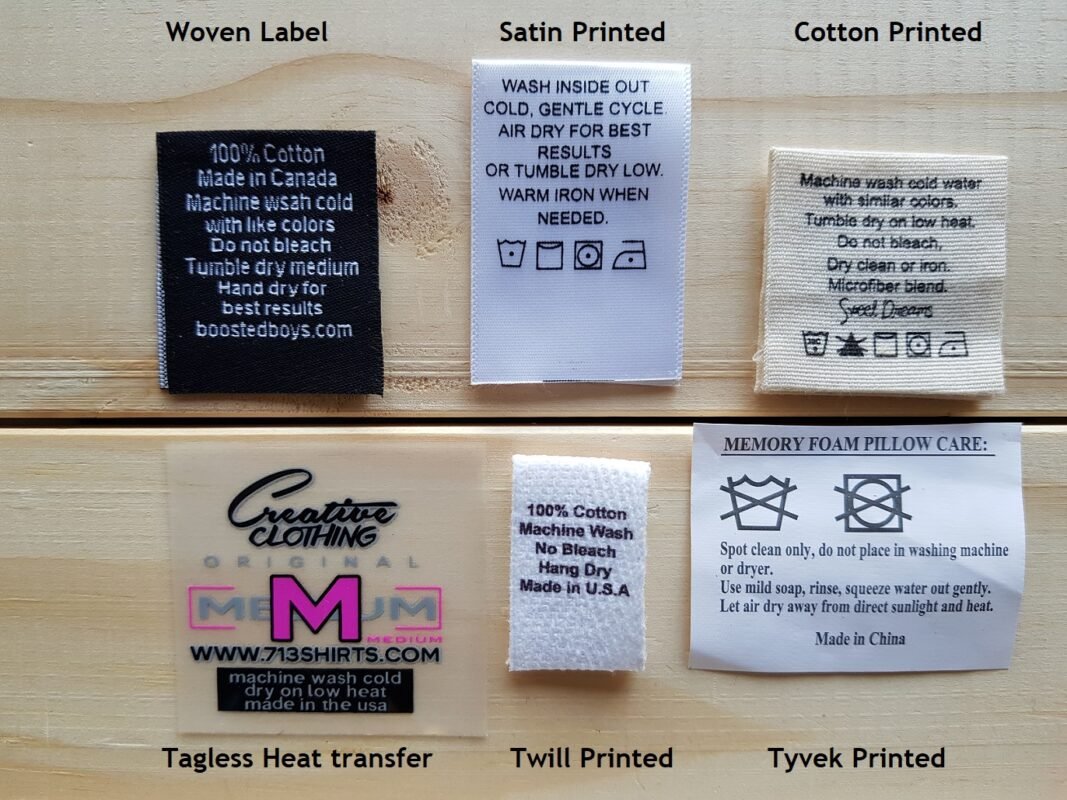 Woven Label
Satin Printed
Cotton Printed
100% Cotton
Made in Canada
Machine wsah cold
with like colors
Do not bleach
Tumble dry medium
Hand dry for
best results
boostedboys.com
WASH INSIDE OUT
COLD, GENTLE CYCLE.
AIR DRY FOR BEST
RESULTS
OR TUMBLE DRY LOW.
WARM IRON WHEN
NEEDED.
Machine wash cold water
with similar colors.
Tumble dry on low heat.
Do not bleach,
Dry clean or iron.
Microfiber blend.
Sweet Dreams
Creative
CLOTHING
ORIGINAL
MEDIUM
M
MEDIUM
WWW.713SHIRTS.COM
machine wash cold
dry on low heat
made in the usa
100% Cotton
Machine Wash
No Bleach
Hang Dry
Made in U.S.A
MEMORY FOAM PILLOW CARE:
Spot clean only, do not place in washing machine
or dryer.
Use mild soap, rinse, squeeze water out gently.
Let air dry away from direct sunlight and heat.
Made in China
Tagless Heat transfer
Twill Printed
Tyvek Printed